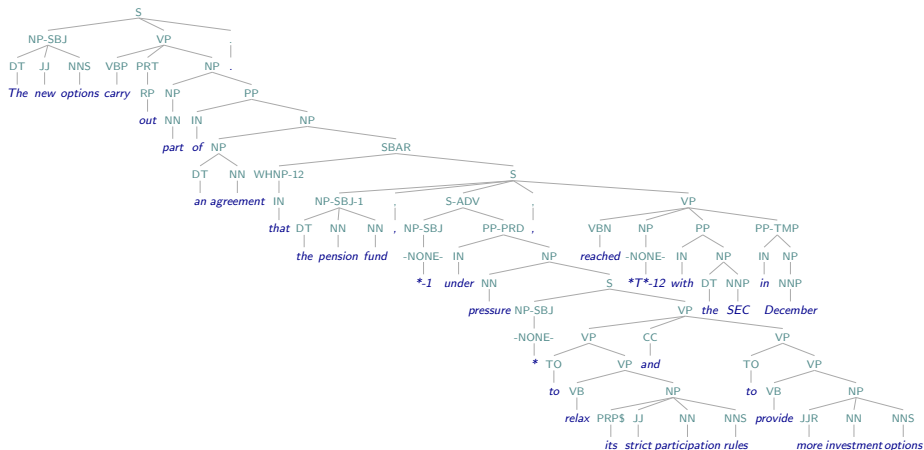 S
NP-SBJ VP .
DT JJ NNS VBP PRT NP .
The new options carry RP NP PP
out NN IN NP
part of NP SBAR
DT NN WHNP-12 S
an agreement IN NP-SBJ-1 , S-ADV , VP
that DT NN NN , NP-SBJ PP-PRD , VBN NP PP PP-TMP
the pension fund -NONE- IN NP reached -NONE- IN NP IN NP
*-1 under NN S *T*-12 with DT NNP in NNP
pressure NP-SBJ VP the SEC December
-NONE- VP CC VP
* TO VP and TO VP
to VB NP to VB NP
relax PRP$ JJ NN NNS provide JJR NN NNS
its strict participation rules more investment options